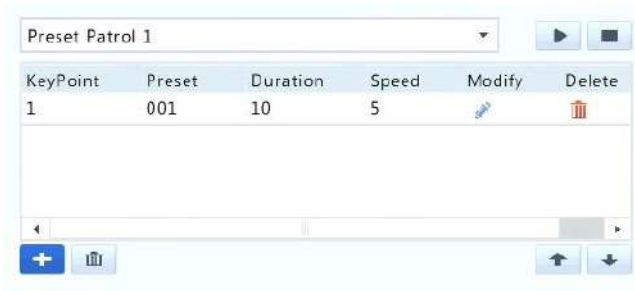 Preset Patrol 1
KeyPoint Preset Duration Speed Modify Delete
1 001 10 5